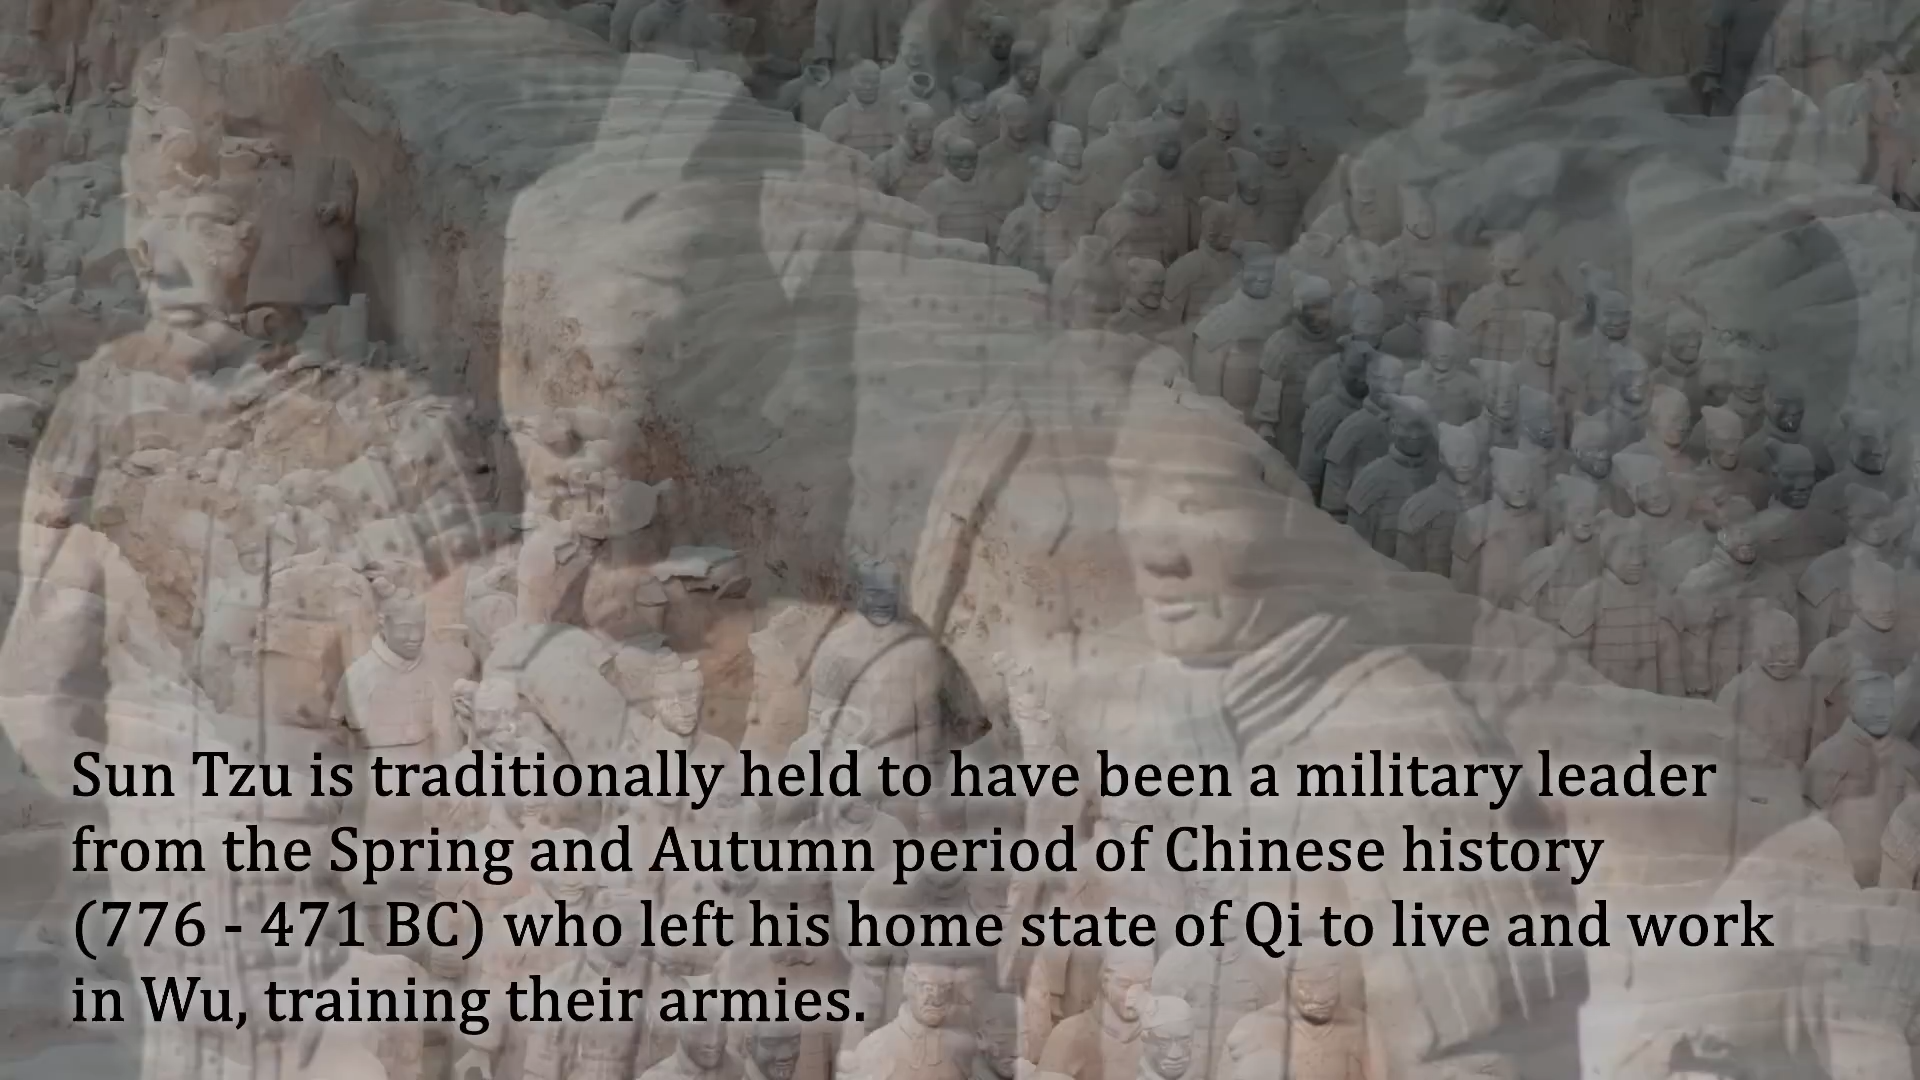 Sun Tzu is traditionally held to have been a military leader
from the Spring and Autumn period of Chinese history
(776 - 471 BC) who left his home state of Qi to live and work
in Wu, training their armies.